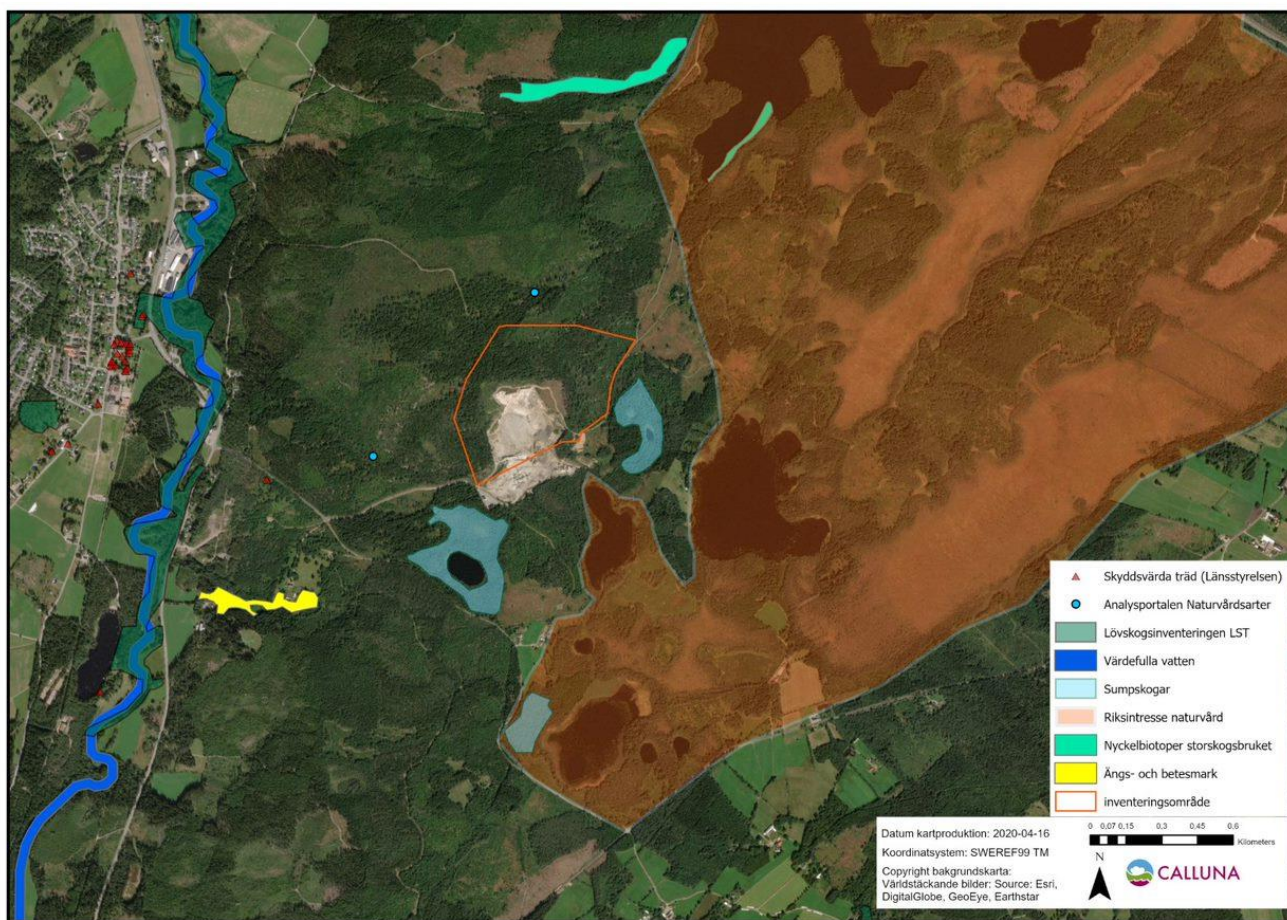 Skyddsvärda träd (Länsstyrelsen)
Analysportalen Naturvårdsarter
Lövskogsinventeringen LST
Värdefulla vatten
Sumpskogar
Riksintresse naturvård
Nyckelbiotoper storskogsbruket
Ängs- och betesmark
inventeringsområde
Datum kartproduktion: 2020-04-16
Koordinatsystem: SWEREF99 TM
Copyright bakgrundskarta:
Världstäckande bilder: Source: Esri,
DigitalGlobe, GeoEye, Earthstar
0 0,07 0,15 0,3 0,45 0,6
Kilometers
N
CALLUNA